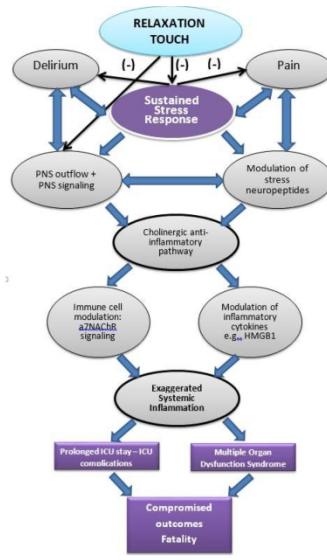 RELAXATION
TOUCH
(-)
(-)
(-)
Delirium
Pain
Sustained
Stress
Response
PNS outflow +
PNS signaling
Modulation of
stress
neuropeptides
Cholinergic anti-
inflammatory
pathway
Immune cell
modulation:
a7NAChR
signaling
Modulation of
inflammatory
cytokines
e.g., HMGB1
Exaggerated
Systemic
Inflammation
Prolonged ICU stay – ICU
complications
Multiple Organ
Dysfunction Syndrome
Compromised
outcomes
Fatality